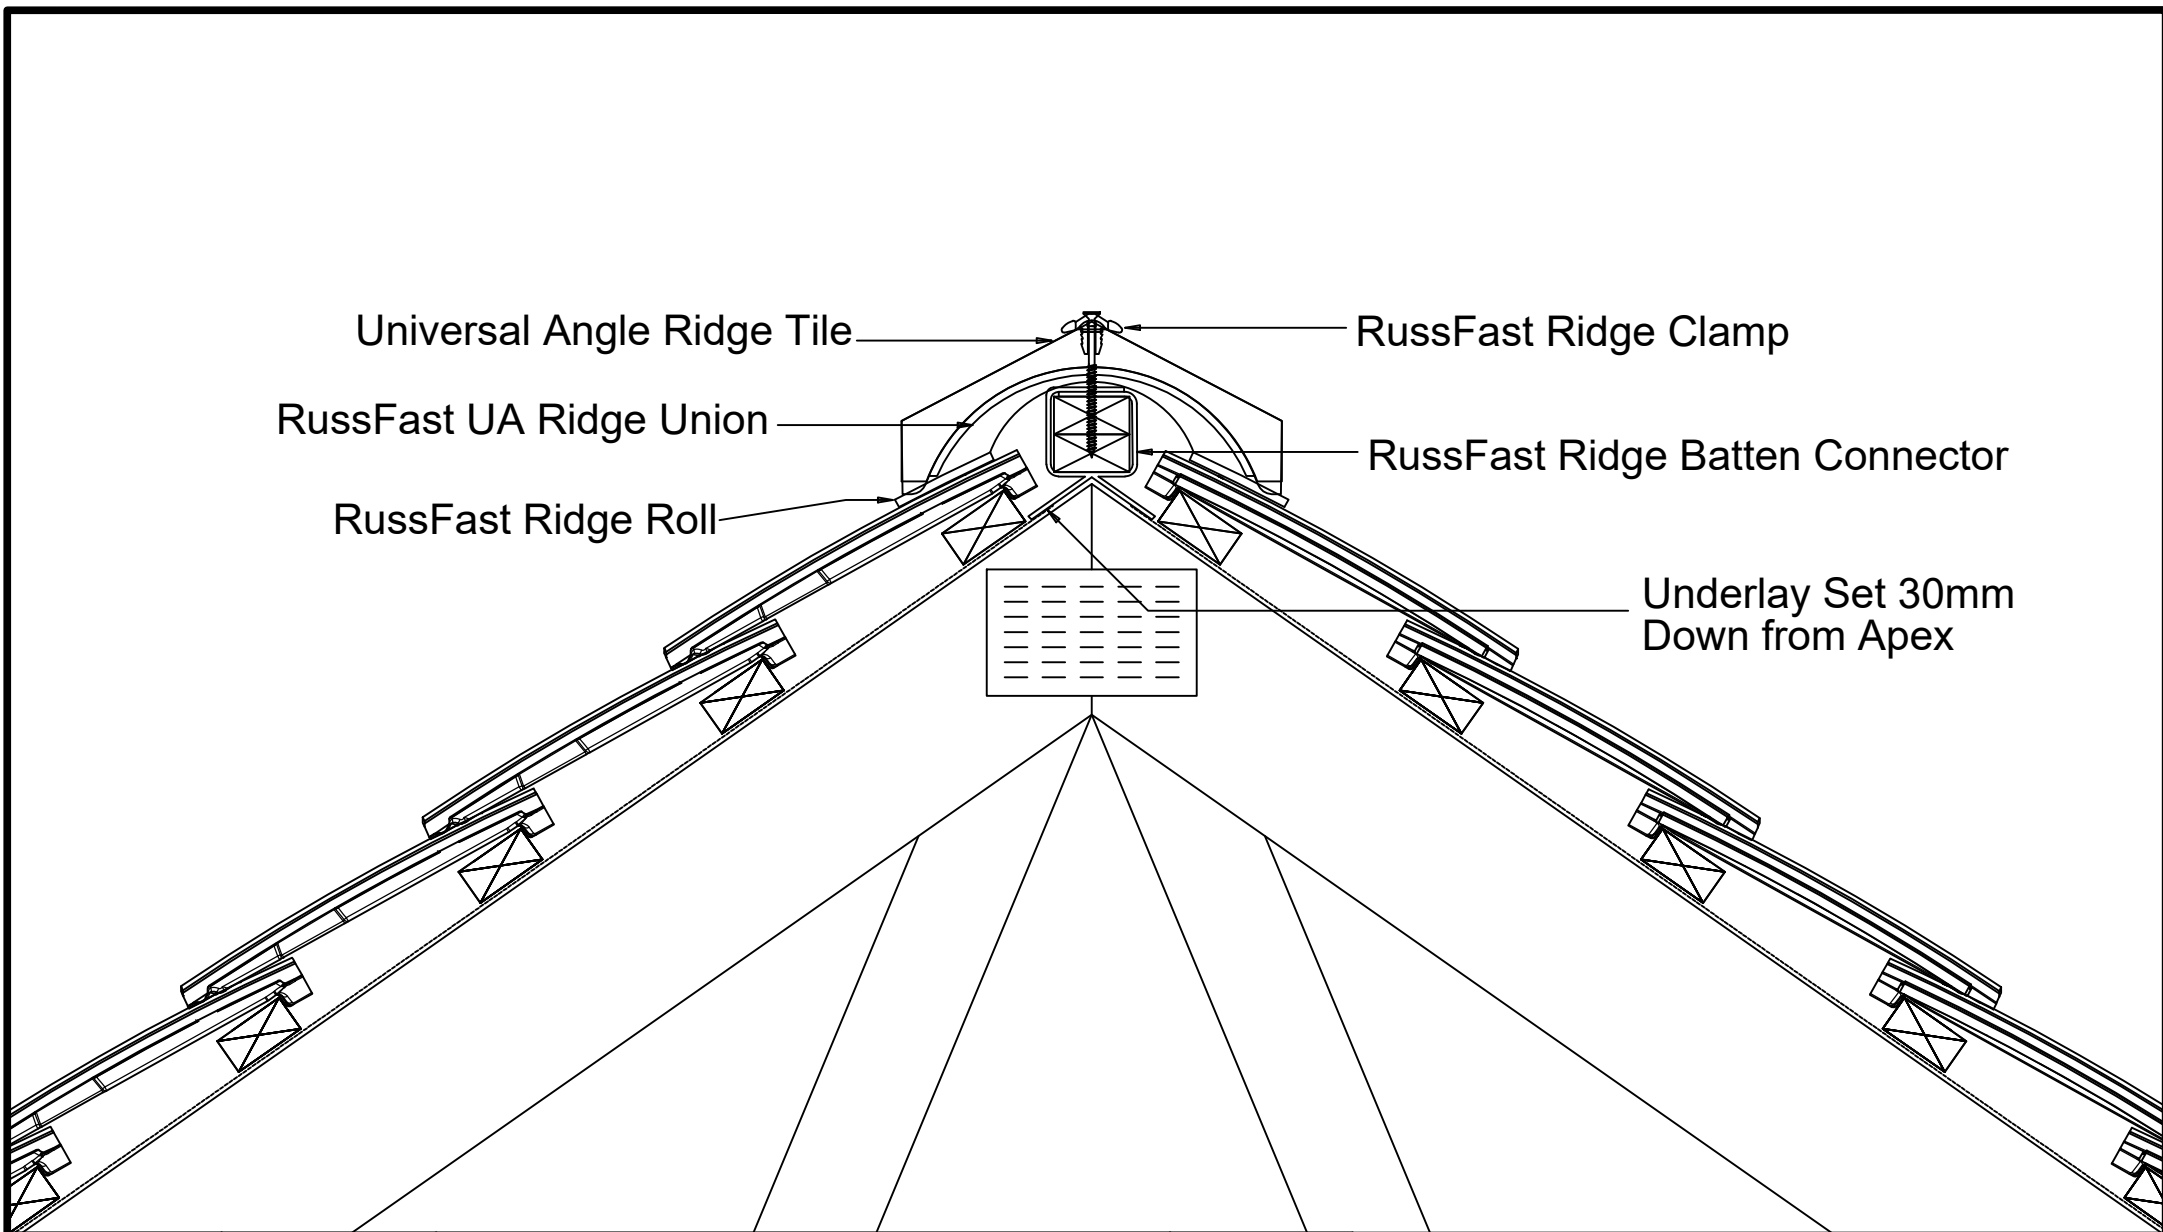 Universal Angle Ridge Tile
RussFast Ridge Clamp
RussFast UA Ridge Union
RussFast Ridge Batten Connector
RussFast Ridge Roll
Underlay Set 30mm
Down from Apex